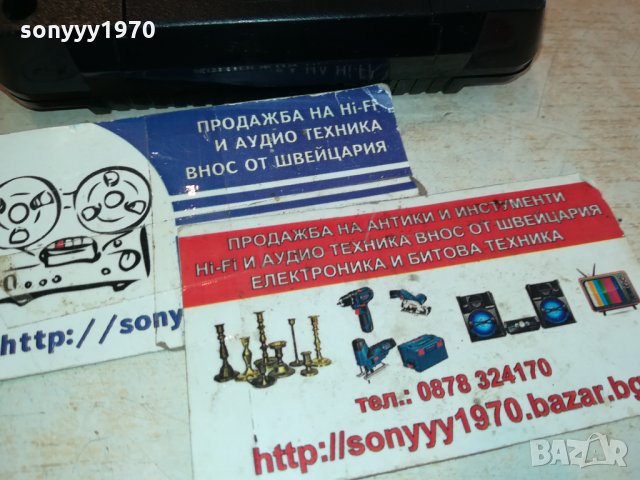 sonyyy1970
ПРОДАЖБА НА Hi-Fi
И АУДИО ТЕХНИКА
ВНОС ОТ ШВЕЙЦАРИЯ
http://sony
ПРОДАЖБА НА АНТИКИ И ИНСТУМЕНТИ
Hi-Fi И АУДИО ТЕХНИКА ВНОС ОТ ШВЕЙЦАРИЯ
ЕЛЕКТРОНИКА И БИТОВА ТЕХНИКА
тел.: 0878 324170
http://sonyyy1970.bazar.bg
BAZAR